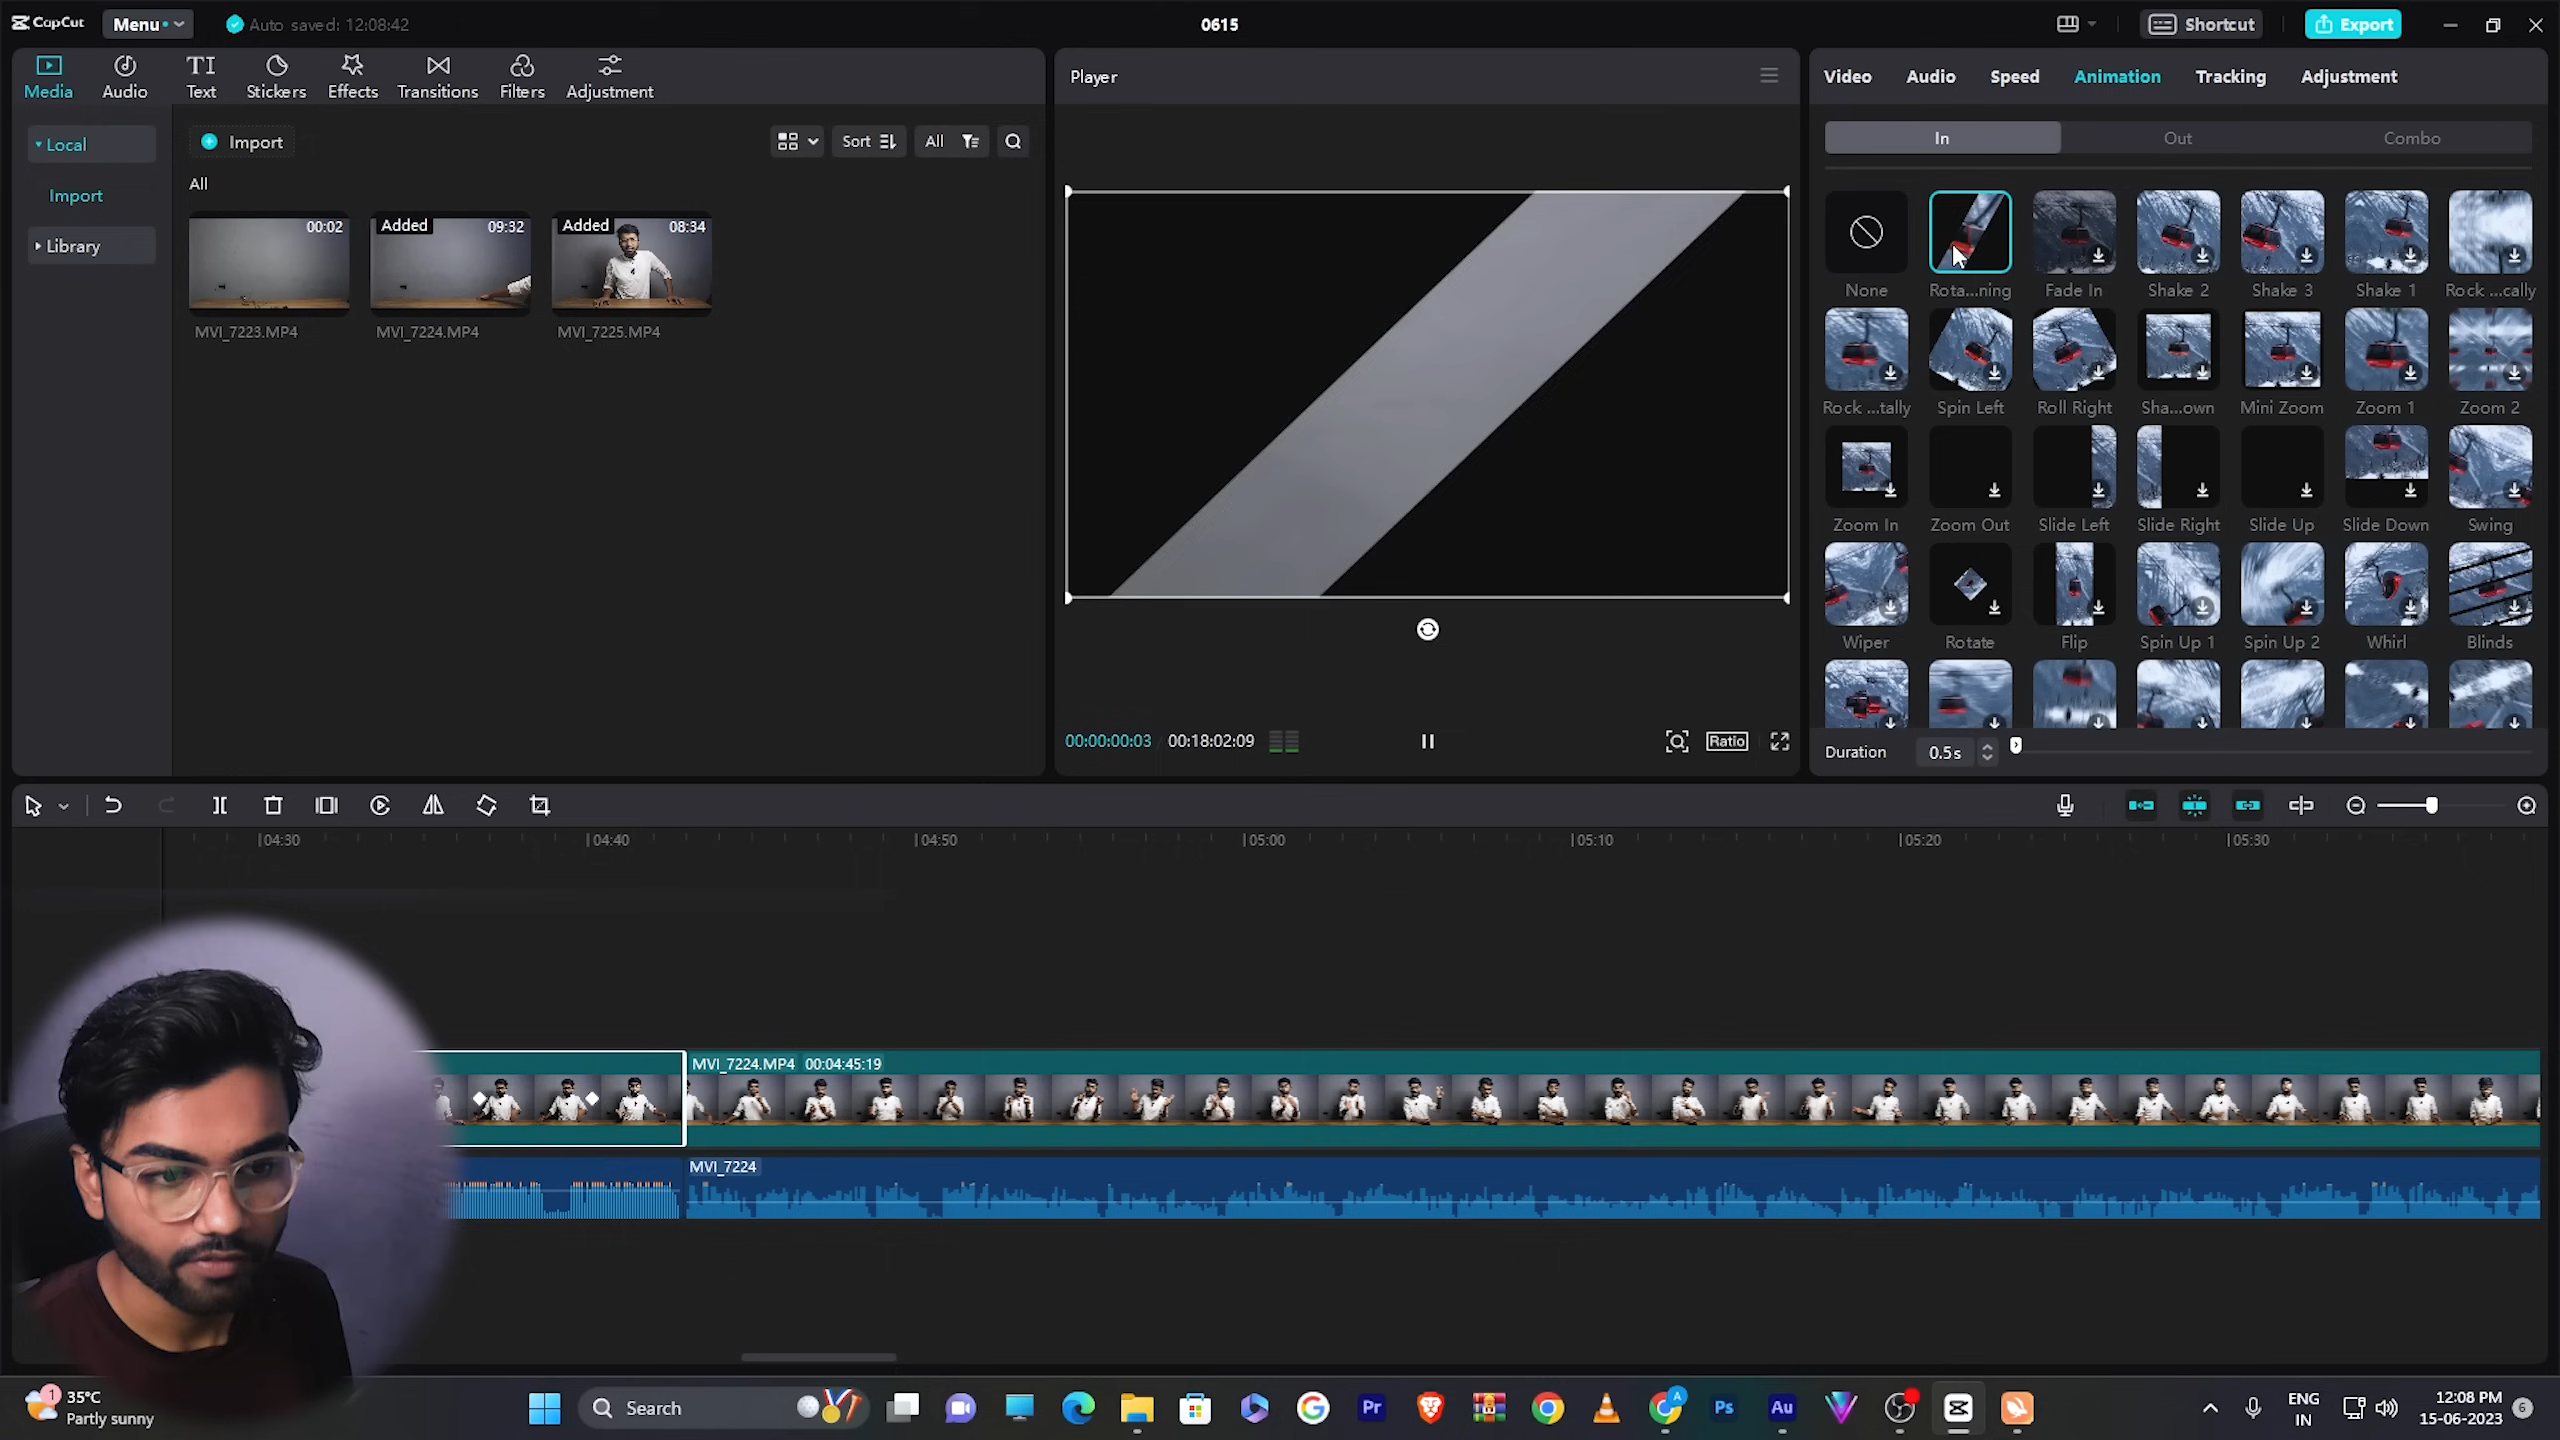 CapCut Menu Auto saved: 12:08:42 0615 Shortcut Export
Media Audio Text Stickers Effects Transitions Filters Adjustment
Player
Video Audio Speed Animation Tracking Adjustment
Local
Import
Library
Import Sort All
All
Added Added
00:02 09:32 08:34
MVI_7223.MP4 MVI_7224.MP4 MVI_7225.MP4
00:00:00:03 00:18:02:09 Ratio
In Out Combo
None Rota...ning Fade In Shake 2 Shake 3 Shake 1 Rock ...cally
Rock ...tally Spin Left Roll Right Sha...own Mini Zoom Zoom 1 Zoom 2
Zoom In Zoom Out Slide Left Slide Right Slide Up Slide Down Swing
Wiper Rotate Flip Spin Up 1 Spin Up 2 Whirl Blinds
Duration 0.5s
04:30 04:40 04:50 05:00 05:10 05:20 05:30
MVI_7224.MP4 00:04:45:19
MVI_7224
1 35°C
Partly sunny
Search
Pr A Ps Au
ENG
IN
12:08 PM
15-06-2023
6